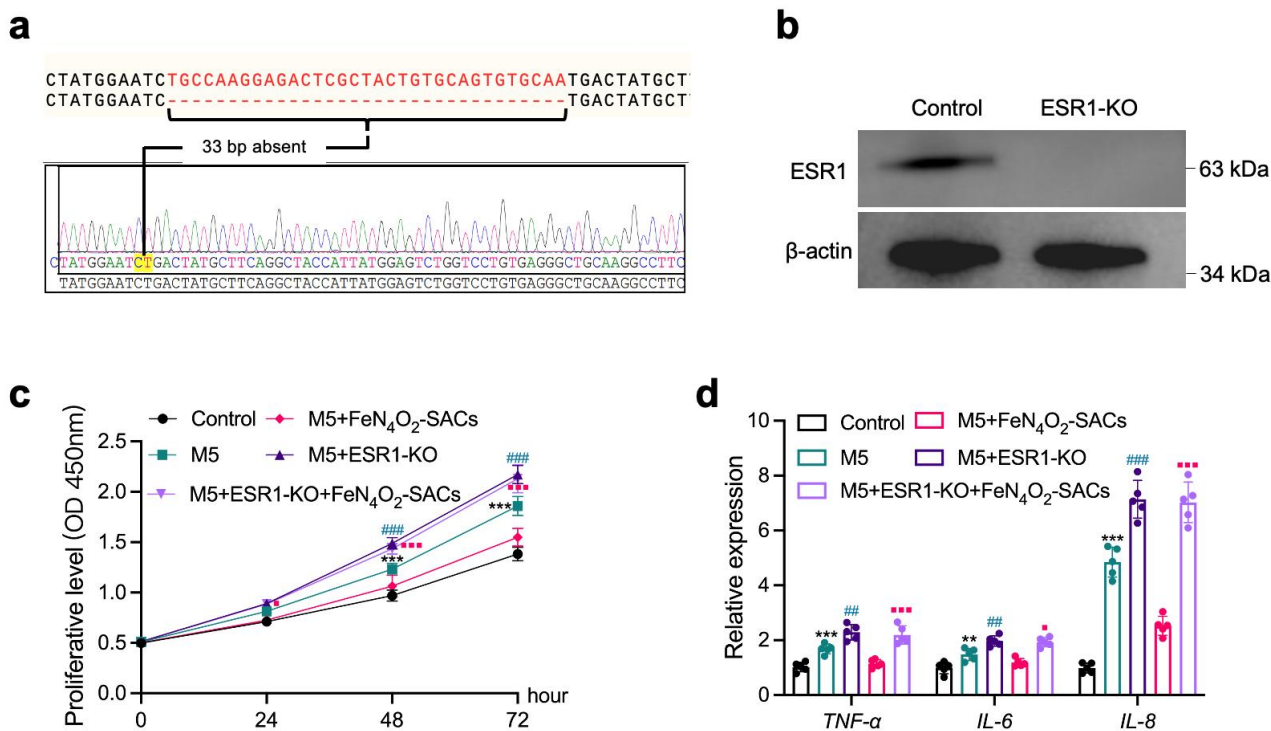 a
CTATGGAATCTGCCAAGGAGACTCGCTACTGTGCAGTGTGCAATGACTATGCT
CTATGGAATC---------------------------------TGACTATGCT
33 bp absent
CTATGGAATCTGACTATGCTTCAGGCTACCATTATGGAGTCTGGTCCTGTGAGGGCTGCAAGGCCTTC
TATGGAATCTGACTATGCTTCAGGCTACCATTATGGAGTCTGGTCCTGTGAGGGCTGCAAGGCCTTC
b
Control ESR1-KO
ESR1
63 kDa
β-actin
34 kDa
c
Proliferative level (OD 450nm)
Control
M5+FeN₄O₂-SACs
M5
M5+ESR1-KO
M5+ESR1-KO+FeN₄O₂-SACs
2.5
2.0
1.5
1.0
0.5
0.0
###
***
###
***
0 24 48 72
hour
d
Relative expression
Control
M5+FeN₄O₂-SACs
M5
M5+ESR1-KO
M5+ESR1-KO+FeN₄O₂-SACs
10
8
6
4
2
0
***
##
**
##
***
###
TNF-α IL-6 IL-8